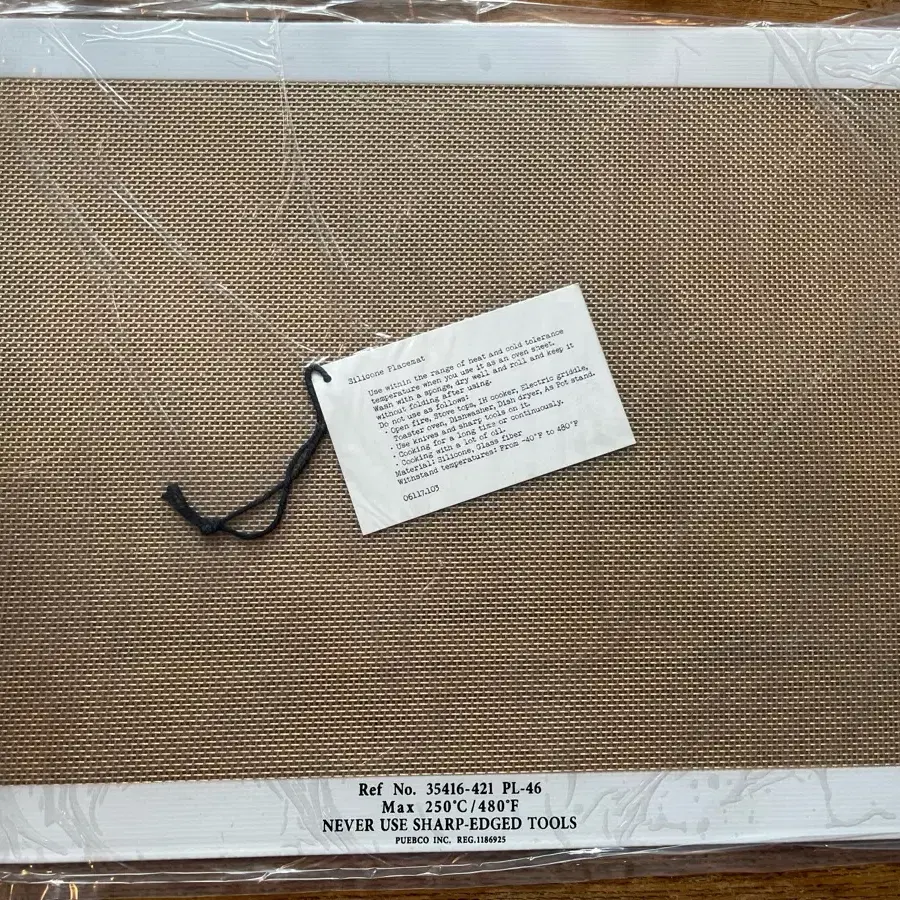 Silicone Placemat
Use within the range of heat and cold tolerance
temperature when you use it as an oven sheet.
Wash with a sponge, dry well and roll and keep it
without folding after using.
Do not use as follows:
· Open fire, Stove tops, IH cooker, Electric griddle,
Toaster oven, Dishwasher, Dish dryer, As Pot stand.
· Use knives and sharp tools on it.
· Cooking for a long time or continuously.
· Cooking with a lot of oil.
Material: Silicone, Glass fiber
Withstand temperatures: From -40°F to 480°F
06117.103
Ref No. 35416-421 PL-46
Max 250°C/480°F
NEVER USE SHARP-EDGED TOOLS
PUEBCO INC. REG.1186925